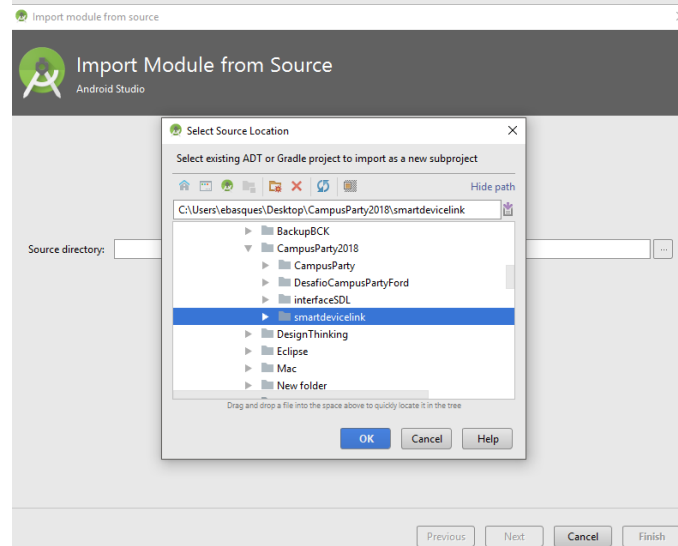 Import module from source
Import Module from Source
Android Studio
Select Source Location
Select existing ADT or Gradle project to import as a new subproject
Hide path
C:\Users\ebasques\Desktop\CampusParty2018\smartdevicelink
BackupBCK
CampusParty2018
CampusParty
DesafioCampusPartyFord
interfaceSDL
smartdevicelink
DesignThinking
Eclipse
Mac
New folder
Drag and drop a file into the space above to quickly locate it in the tree
OK Cancel Help
Source directory: ...
Previous Next Cancel Finish